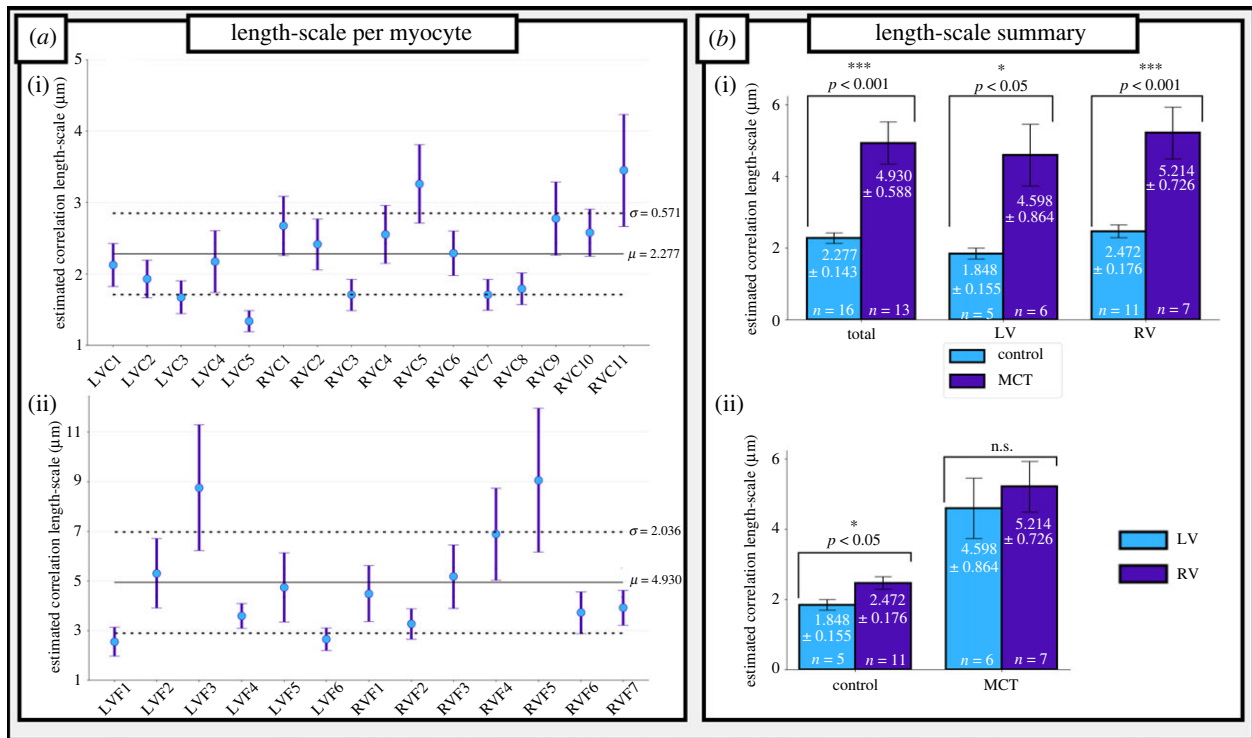 (a)
length-scale per myocyte
(i)
estimated correlation length-scale (μm)
5
4
3
2
1
σ = 0.571
μ = 2.277
LVC1
LVC2
LVC3
LVC4
LVC5
RVC1
RVC2
RVC3
RVC4
RVC5
RVC6
RVC7
RVC8
RVC9
RVC10
RVC11
(ii)
estimated correlation length-scale (μm)
11
9
7
5
3
1
σ = 2.036
μ = 4.930
LVF1
LVF2
LVF3
LVF4
LVF5
LVF6
RVF1
RVF2
RVF3
RVF4
RVF5
RVF6
RVF7
(b)
length-scale summary
(i)
estimated correlation length-scale (μm)
6
4
2
0
***
p < 0.001
*
p < 0.05
***
p < 0.001
2.277
± 0.143
n = 16
4.930
± 0.588
n = 13
1.848
± 0.155
n = 5
4.598
± 0.864
n = 6
2.472
± 0.176
n = 11
5.214
± 0.726
n = 7
total
LV
RV
control
MCT
(ii)
estimated correlation length-scale (μm)
6
4
2
0
*
p < 0.05
n.s.
1.848
± 0.155
n = 5
2.472
± 0.176
n = 11
4.598
± 0.864
n = 6
5.214
± 0.726
n = 7
control
MCT
LV
RV